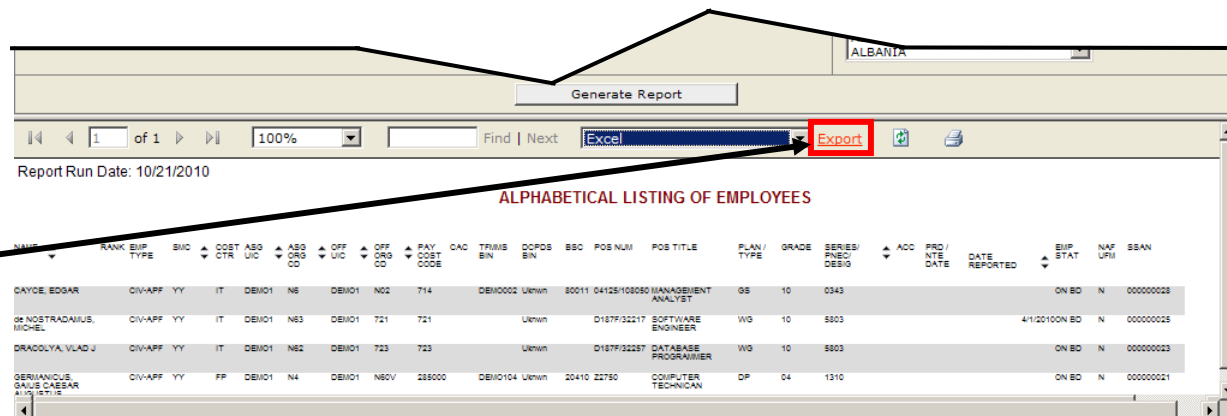 ALBANIA
Generate Report
1 of 1 100% Find | Next Excel Export
Report Run Date: 10/21/2010
ALPHABETICAL LISTING OF EMPLOYEES
RANK EMP TYPE SMC COST CTR ASG UIC ASG ORG CD OFF UIC OFF ORG CD PAY COST CODE CAC TFMMS BIN DCPDS BIN BSC POS NUM POS TITLE PLAN / TYPE GRADE SERIES/ PNEC/ DESIG ACC PRD / NTE DATE DATE REPORTED EMP STAT NAF UFM SSAN
CAYCE, EDGAR CIV-APF YY IT DEMO1 N6 DEMO1 N02 714 DEMO002 Uknwn 80011 04125/108050 MANAGEMENT ANALYST GS 10 0343 ON BD N 000000028
de NOSTRADAMUS, MICHEL CIV-APF YY IT DEMO1 N63 DEMO1 721 721 Uknwn D187F/32217 SOFTWARE ENGINEER WG 10 5803 4/1/2010 ON BD N 000000025
DRACOLYA, VLAD J CIV-APF YY IT DEMO1 N62 DEMO1 723 723 Uknwn D187F/32257 DATABASE PROGRAMMER WG 10 5803 ON BD N 000000023
GERMANICUS, GAIUS CAESAR AUGUSTUS CIV-APF YY FP DEMO1 N4 DEMO1 N60V 285000 DEMO104 Uknwn 20410 Z2750 COMPUTER TECHNICAN DP 04 1310 ON BD N 000000021